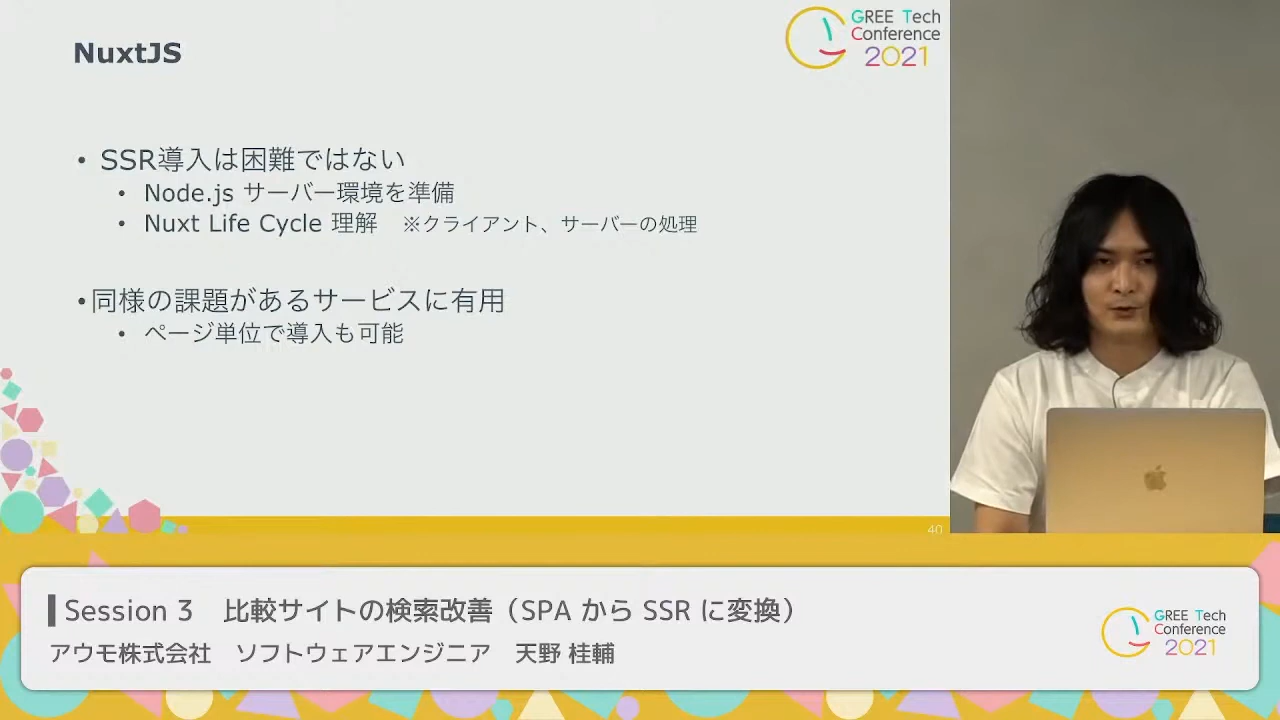 NuxtJS
GREE Tech
Conference
2021
• SSR導入は困難ではない
• Node.js サーバー環境を準備
• Nuxt Life Cycle 理解 ※クライアント、サーバーの処理
• 同様の課題があるサービスに有用
• ページ単位で導入も可能
40
Session 3 比較サイトの検索改善（SPA から SSR に変換）
アウモ株式会社 ソフトウェアエンジニア 天野 桂輔
GREE Tech
Conference
2021